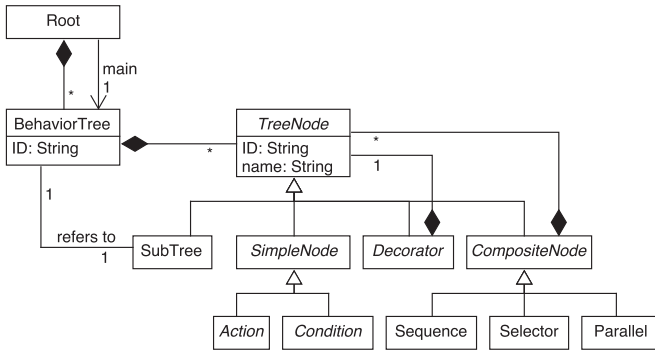 Root
main
1
*
BehaviorTree
ID: String
*
TreeNode
ID: String
name: String
*
1
1
refers to
1
SubTree
SimpleNode
Decorator
CompositeNode
Action
Condition
Sequence
Selector
Parallel